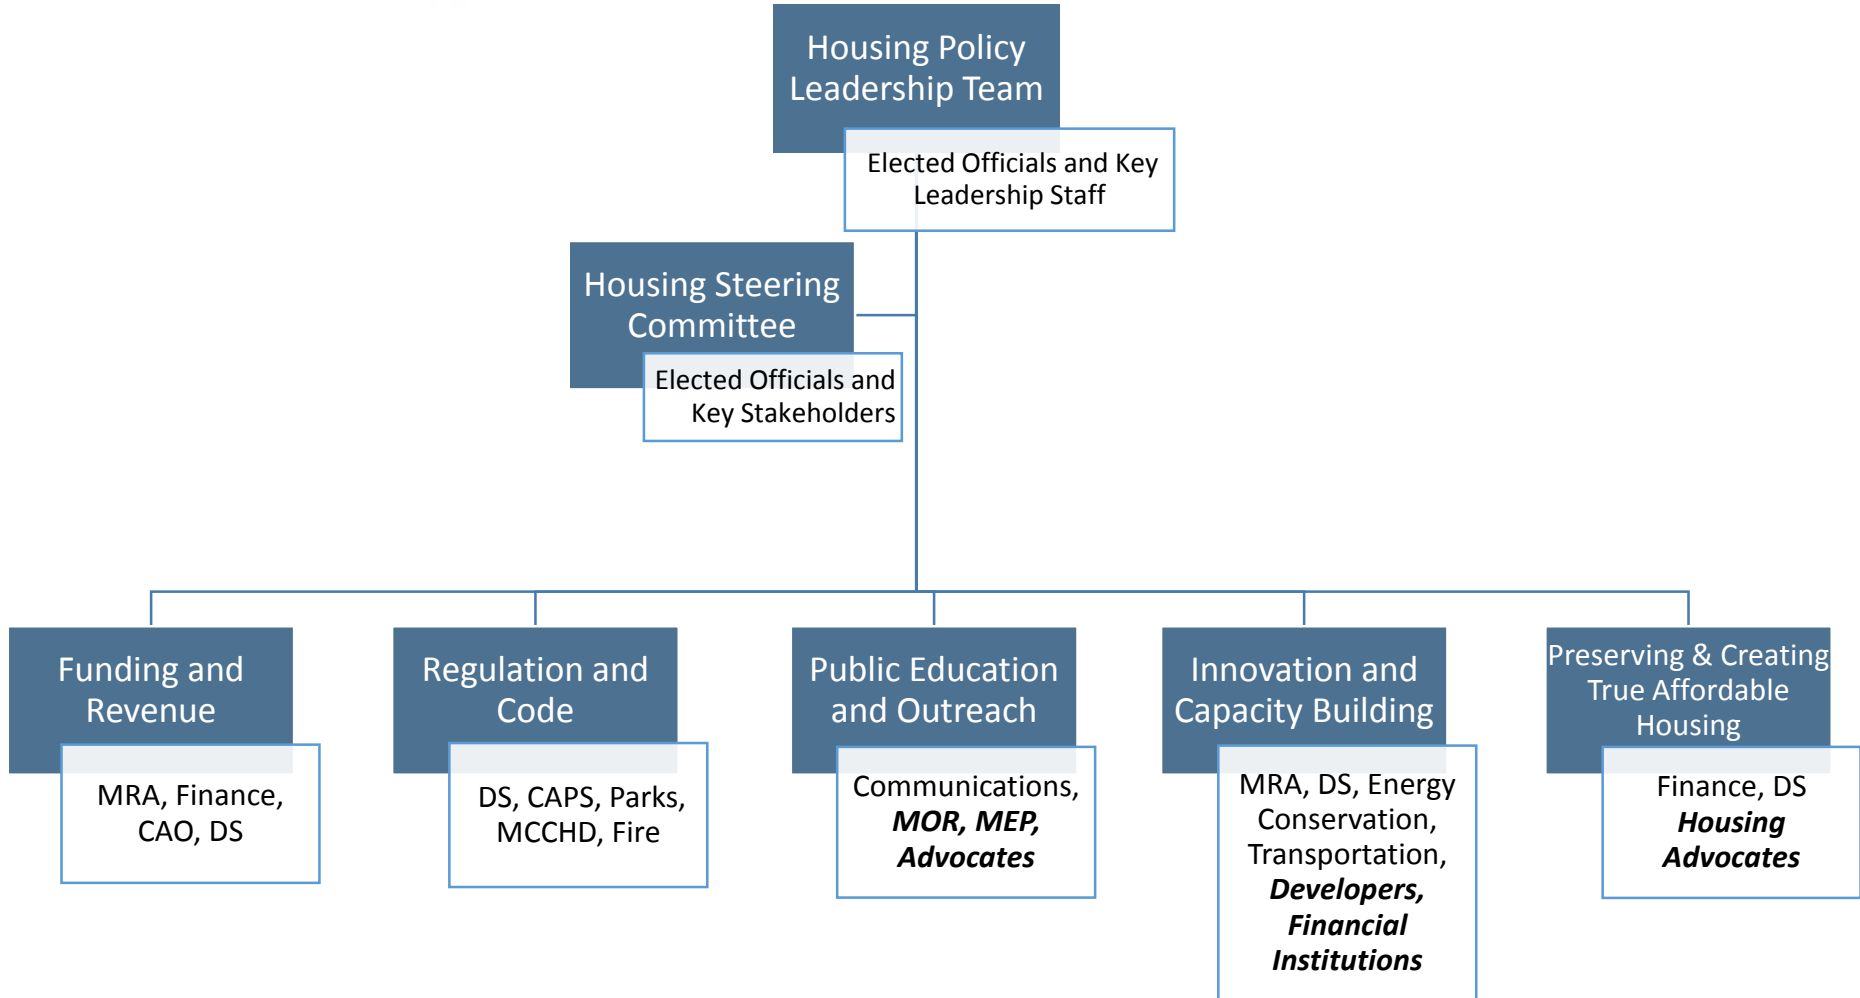 Housing Policy
Leadership Team
Elected Officials and Key
Leadership Staff
Housing Steering
Committee
Elected Officials and
Key Stakeholders
Funding and
Revenue
MRA, Finance,
CAO, DS
Regulation and
Code
DS, CAPS, Parks,
MCCHD, Fire
Public Education
and Outreach
Communications,
MOR, MEP,
Advocates
Innovation and
Capacity Building
MRA, DS, Energy
Conservation,
Transportation,
Developers,
Financial
Institutions
Preserving & Creating
True Affordable
Housing
Finance, DS
Housing
Advocates